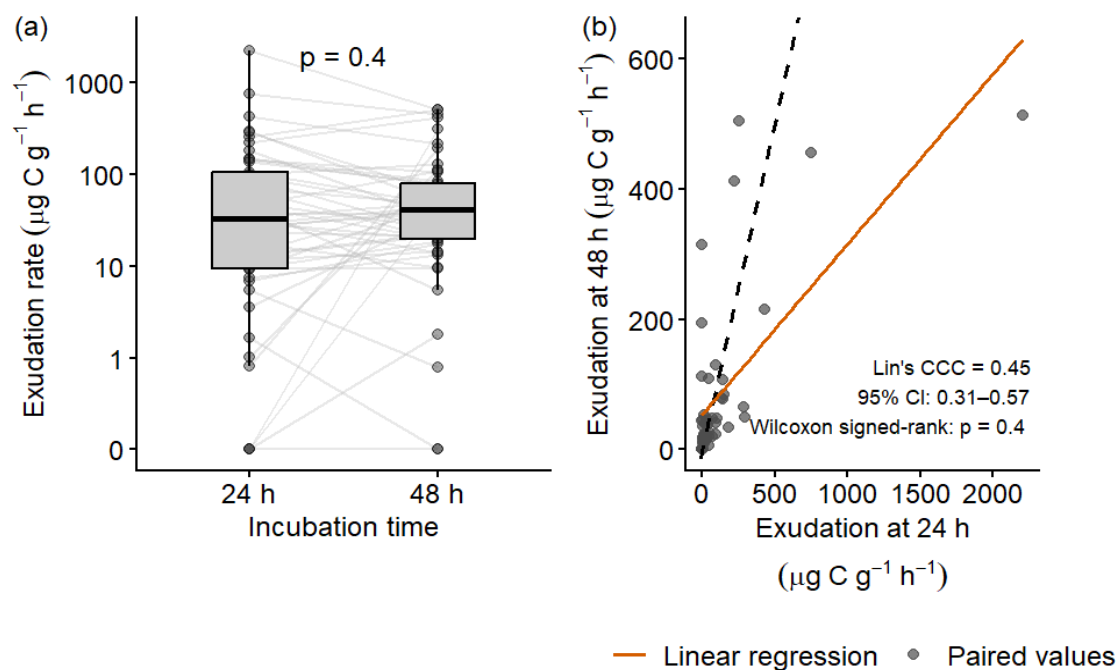 (a)
p = 0.4
Exudation rate (μg C g⁻¹ h⁻¹)
1000
100
10
1
0
24 h
48 h
Incubation time
(b)
Exudation at 48 h (μg C g⁻¹ h⁻¹)
600
400
200
0
Lin's CCC = 0.45
95% CI: 0.31–0.57
Wilcoxon signed-rank: p = 0.4
0
500
1000
1500
2000
Exudation at 24 h
(μg C g⁻¹ h⁻¹)
Linear regression
Paired values